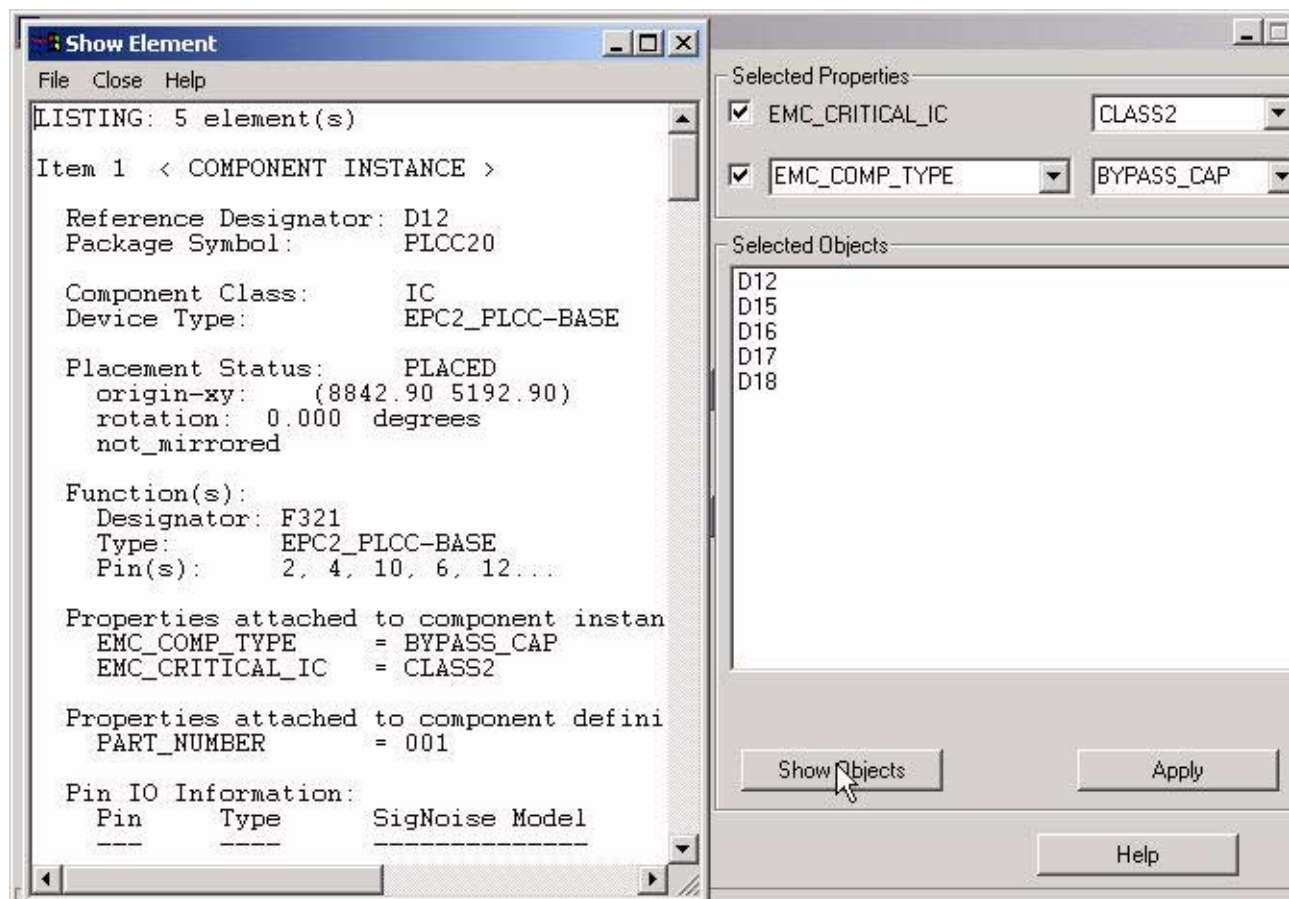 Show Element
File Close Help
LISTING: 5 element(s)
Item 1 < COMPONENT INSTANCE >
Reference Designator: D12
Package Symbol: PLCC20
Component Class: IC
Device Type: EPC2_PLCC-BASE
Placement Status: PLACED
origin-xy: (8842.90 5192.90)
rotation: 0.000 degrees
not_mirrored
Function(s):
Designator: F321
Type: EPC2_PLCC-BASE
Pin(s): 2, 4, 10, 6, 12...
Properties attached to component instan
EMC_COMP_TYPE = BYPASS_CAP
EMC_CRITICAL_IC = CLASS2
Properties attached to component defini
PART_NUMBER = 001
Pin IO Information:
Pin Type SigNoise Model
--- ---- --------------
Selected Properties
EMC_CRITICAL_IC CLASS2
EMC_COMP_TYPE BYPASS_CAP
Selected Objects
D12
D15
D16
D17
D18
Show Objects Apply
Help